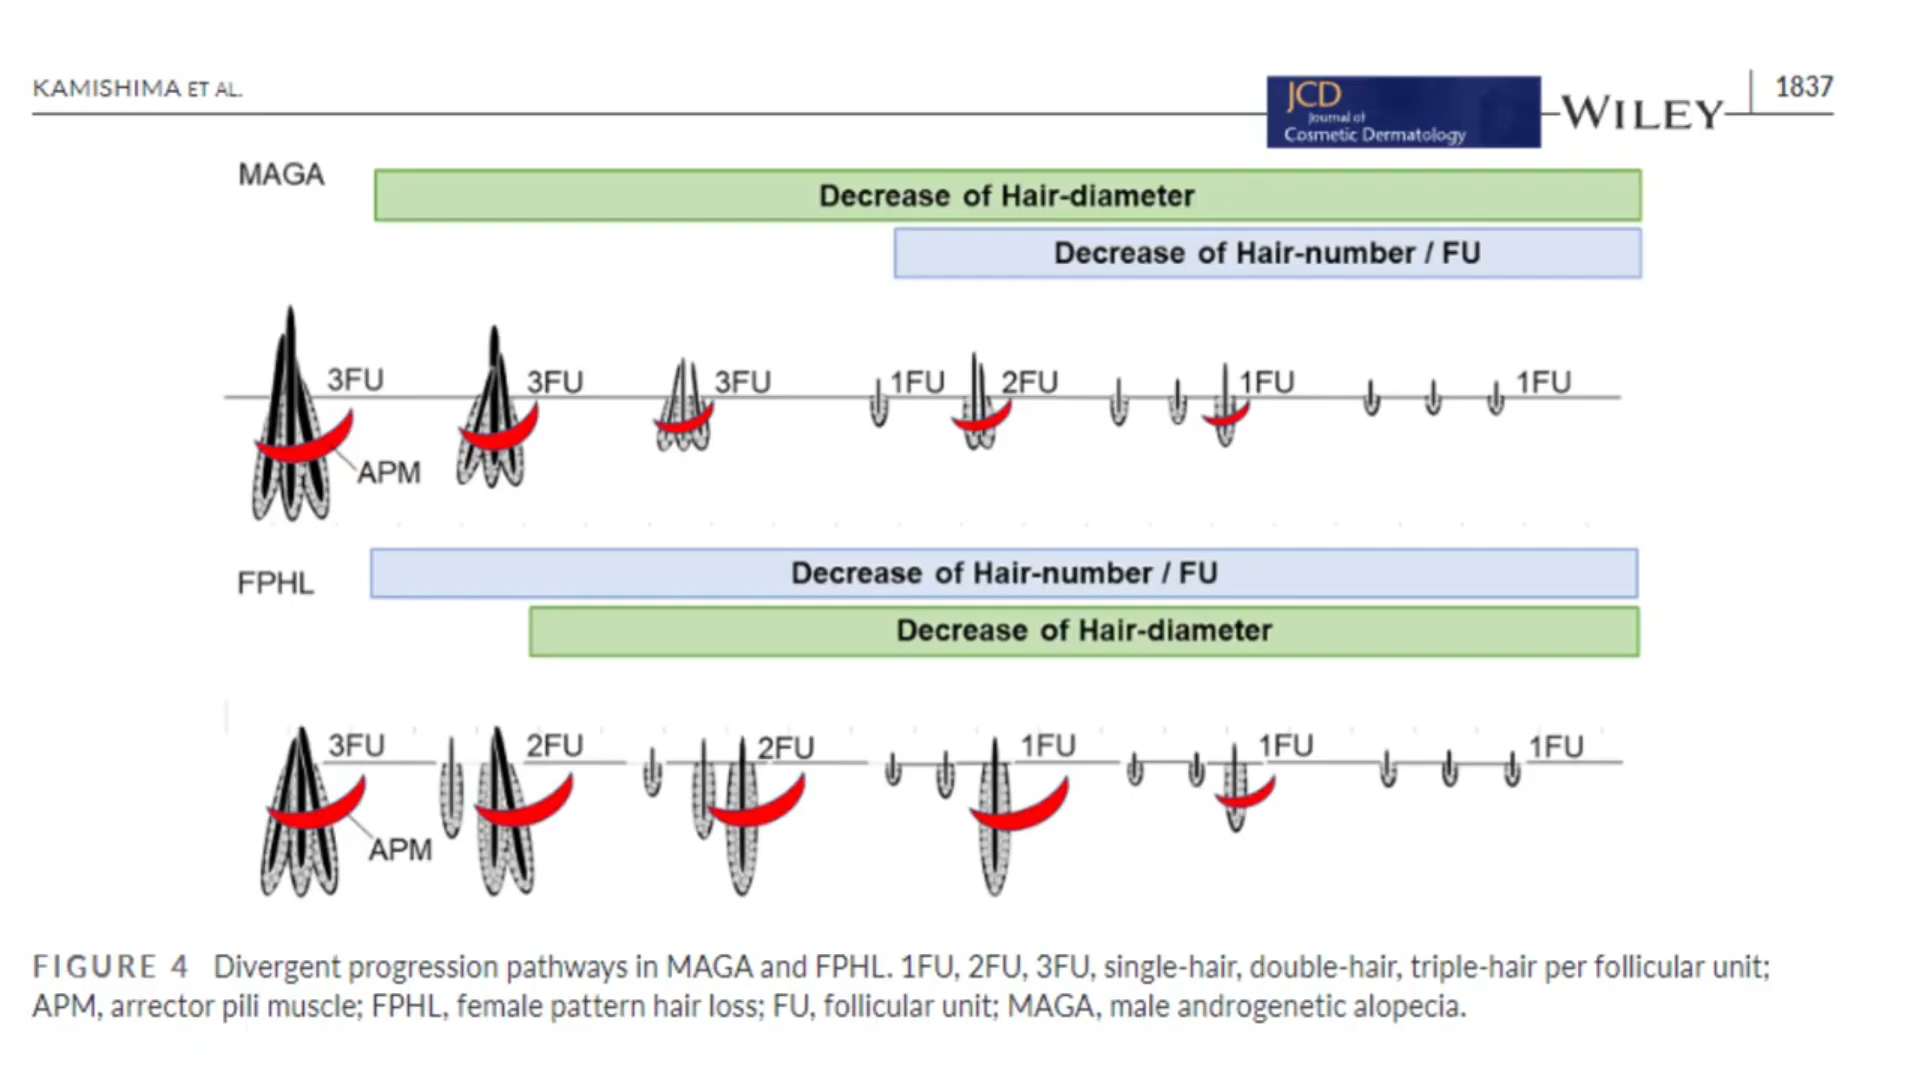 KAMISHIMA ET AL.
JCD
Journal of
Cosmetic Dermatology
WILEY
1837
MAGA
Decrease of Hair-diameter
Decrease of Hair-number / FU
3FU
3FU
3FU
1FU
2FU
1FU
1FU
APM
FPHL
Decrease of Hair-number / FU
Decrease of Hair-diameter
3FU
2FU
2FU
1FU
1FU
1FU
APM
FIGURE 4 Divergent progression pathways in MAGA and FPHL. 1FU, 2FU, 3FU, single-hair, double-hair, triple-hair per follicular unit;
APM, arrector pili muscle; FPHL, female pattern hair loss; FU, follicular unit; MAGA, male androgenetic alopecia.